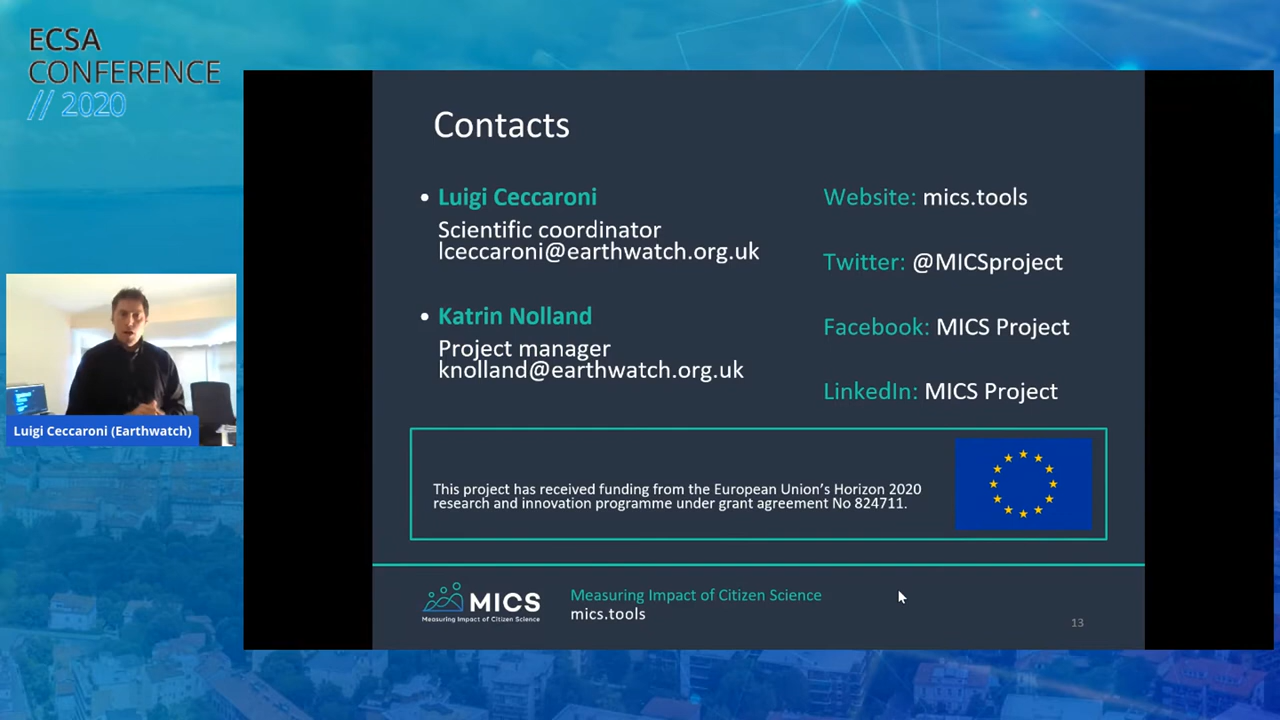 ECSA
CONFERENCE
// 2020
Contacts
• Luigi Ceccaroni
Scientific coordinator
lceccaroni@earthwatch.org.uk
• Katrin Nolland
Project manager
knolland@earthwatch.org.uk
Website: mics.tools
Twitter: @MICSproject
Facebook: MICS Project
LinkedIn: MICS Project
Luigi Ceccaroni (Earthwatch)
This project has received funding from the European Union’s Horizon 2020
research and innovation programme under grant agreement No 824711.
MICS
Measuring Impact of Citizen Science
Measuring Impact of Citizen Science
mics.tools
13